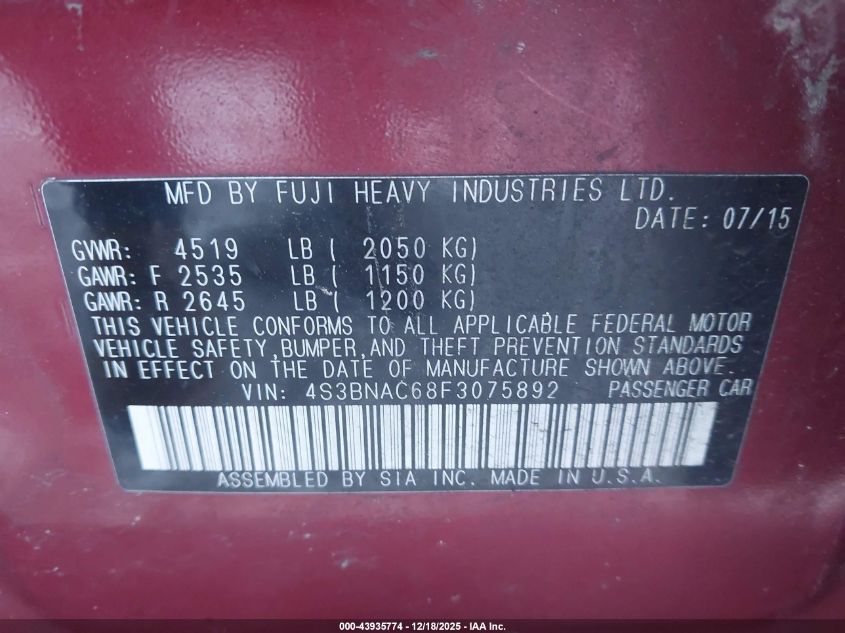 MFD BY FUJI HEAVY INDUSTRIES LTD.
DATE: 07/15
GVWR: 4519 LB ( 2050 KG)
GAWR: F 2535 LB ( 1150 KG)
GAWR: R 2645 LB ( 1200 KG)
THIS VEHICLE CONFORMS TO ALL APPLICABLE FEDERAL MOTOR
VEHICLE SAFETY,BUMPER,AND THEFT PREVENTION STANDARDS
IN EFFECT ON THE DATE OF MANUFACTURE SHOWN ABOVE.
VIN: 4S3BNAC68F3075892 PASSENGER CAR
ASSEMBLED BY SIA INC. MADE IN U.S.A.
000-43935774 – 12/18/2025 – IAA Inc.